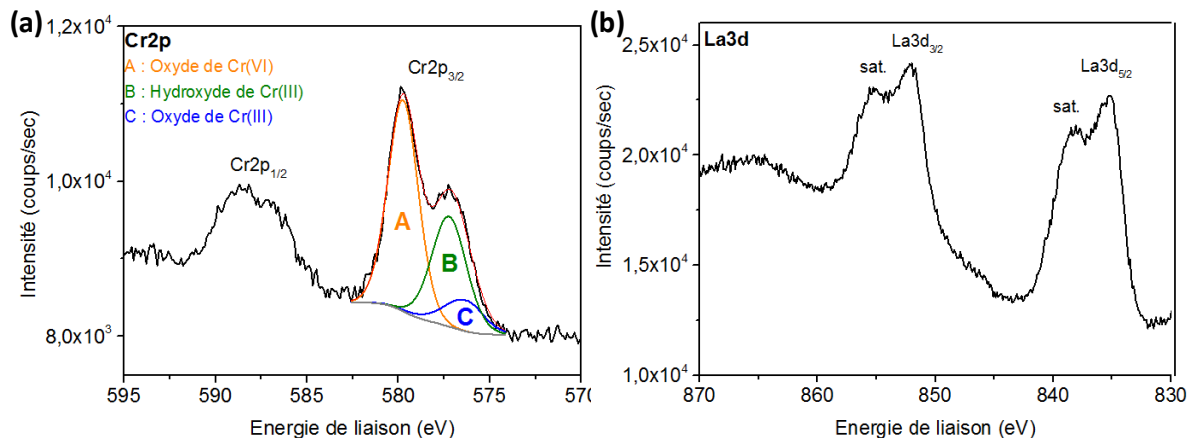 (a)
Cr2p
A : Oxyde de Cr(VI)
B : Hydroxyde de Cr(III)
C : Oxyde de Cr(III)
Cr2p1/2
Cr2p3/2
A
B
C
1,2x10⁴
1,0x10⁴
8,0x10³
Intensité (coups/sec)
595 590 585 580 575 570
Energie de liaison (eV)
(b)
La3d
sat.
La3d3/2
sat.
La3d5/2
2,5x10⁴
2,0x10⁴
1,5x10⁴
1,0x10⁴
Intensité (coups/sec)
870 860 850 840 830
Energie de liaison (eV)